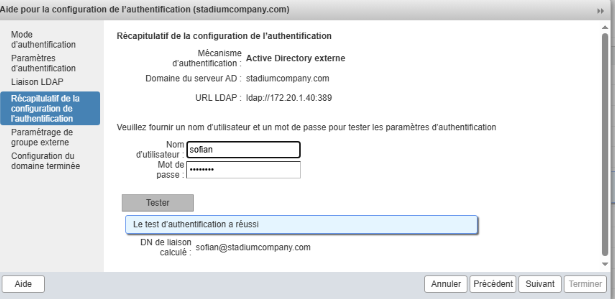 Aide pour la configuration de l'authentification (stadiumcompany.com)
Mode
d'authentification
Paramètres
d'authentification
Liaison LDAP
Récapitulatif de la
configuration de
l'authentification
Paramétrage de
groupe externe
Configuration du
domaine terminée
Récapitulatif de la configuration de l'authentification
Mécanisme
d'authentification : Active Directory externe
Domaine du serveur AD : stadiumcompany.com
URL LDAP : ldap://172.20.1.40:389
Veuillez fournir un nom d'utilisateur et un mot de passe pour tester les paramètres d'authentification
Nom
d'utilisateur : sofian
Mot de
passe : ••••••••
Tester
Le test d'authentification a réussi
DN de liaison
calculé : sofian@stadiumcompany.com
Aide
Annuler Précédent Suivant Terminer